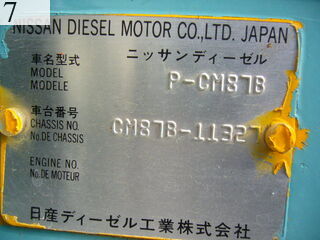 7
NISSAN DIESEL MOTOR CO.,LTD. JAPAN
車名型式 ニッサンディーゼル
MODEL P-CM87B
MODELE
車台番号
CHASSIS NO. CM87B-11327
No.DE CHASSIS
ENGINE NO.
No.DE MOTEUR
日産ディーゼル工業株式会社